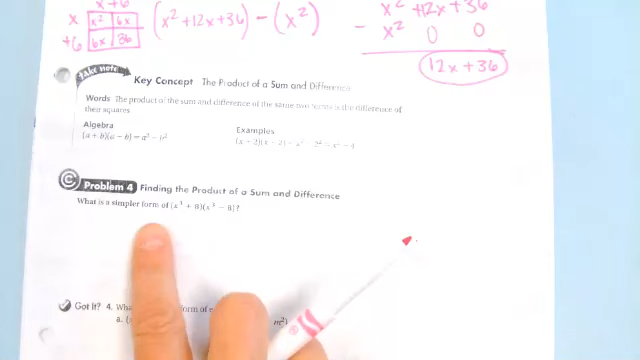 x+6
x x² 6x (x²+12x+36) − (x²)
+6 6x 36
x² +12x+36
− x² 0 0
12x+36
take note
Key Concept The Product of a Sum and Difference
Words The product of the sum and difference of the same two terms is the difference of
their squares
Algebra
(a + b)(a − b) = a² − b²
Examples
(x + 2)(x − 2) = x² − 2² = x² − 4
Problem 4 Finding the Product of a Sum and Difference
What is a simpler form of (x³ + 8)(x³ − 8)?
Got It? 4. form of
a.